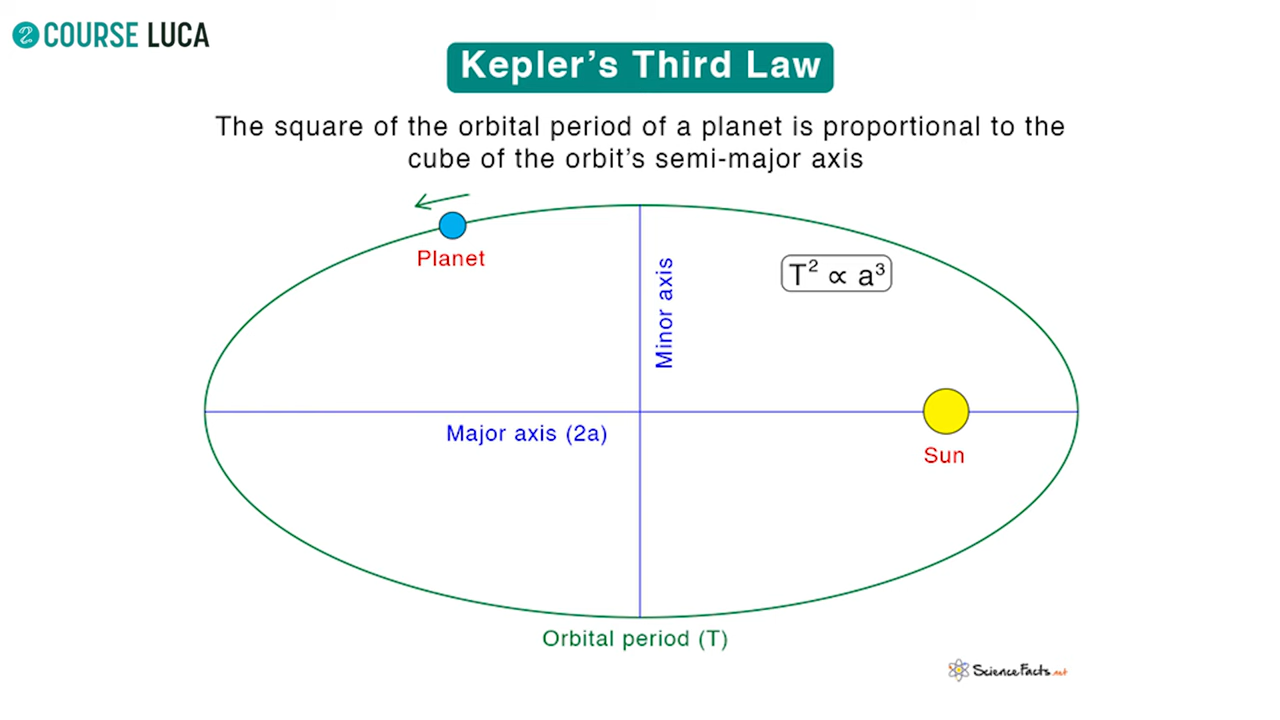 COURSE LUCA
Kepler's Third Law
The square of the orbital period of a planet is proportional to the
cube of the orbit's semi-major axis
Planet
T² ∝ a³
Minor axis
Major axis (2a)
Sun
Orbital period (T)
ScienceFacts.net